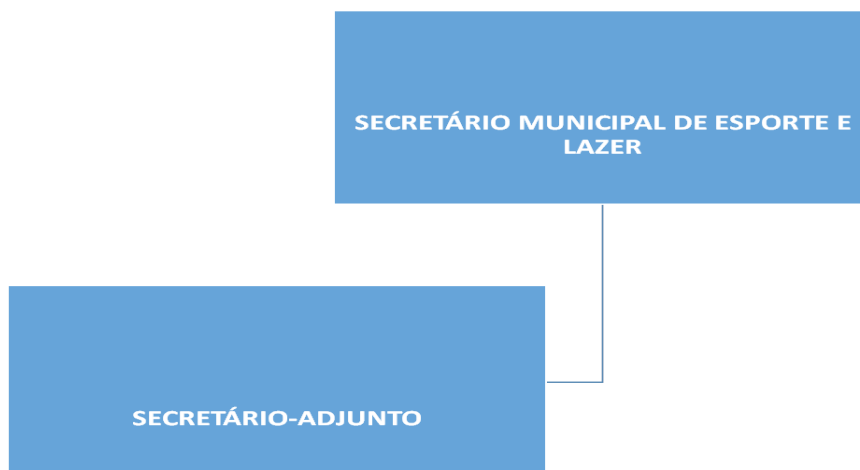 SECRETÁRIO MUNICIPAL DE ESPORTE E
LAZER
SECRETÁRIO-ADJUNTO